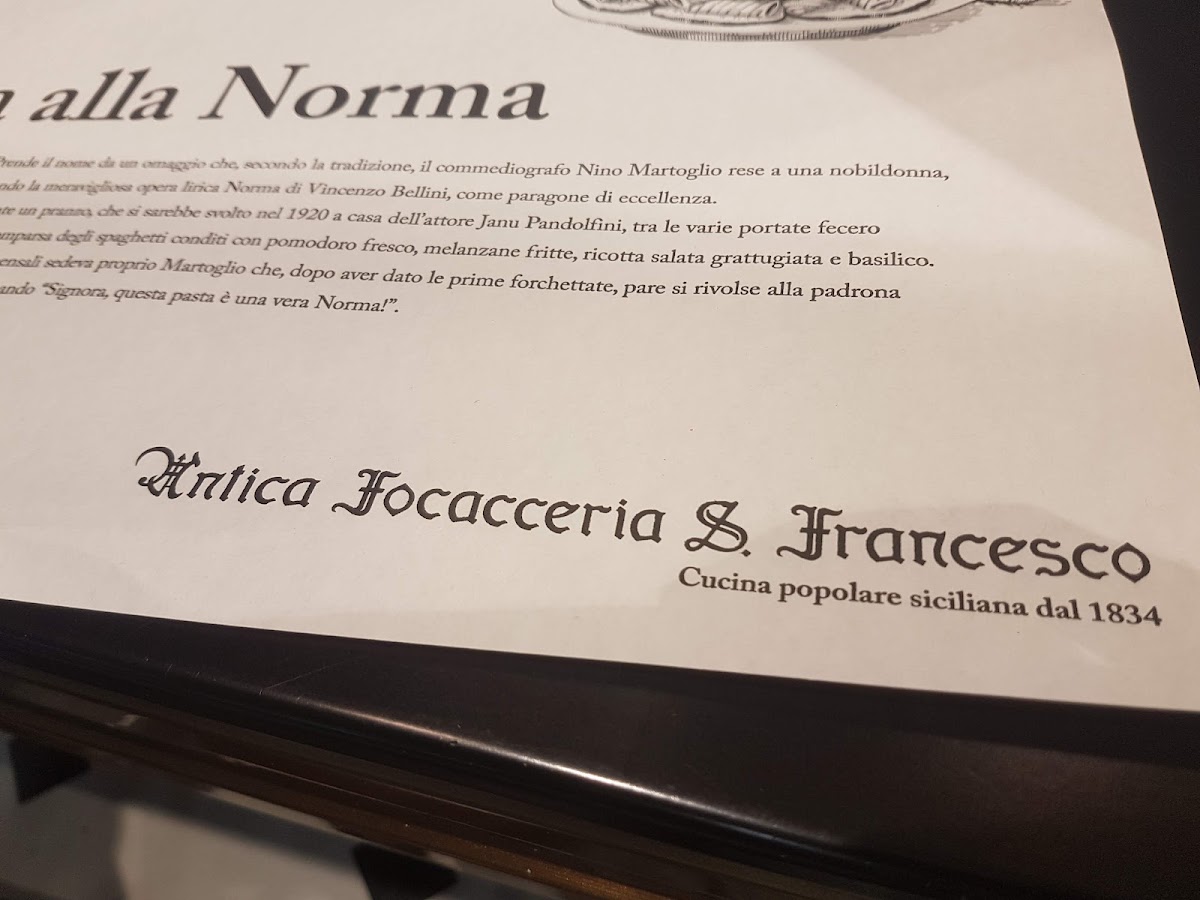 alla Norma
Prende il nome da un omaggio che, secondo la tradizione, il commediografo Nino Martoglio rese a una nobildonna,
ndo la meravigliosa opera lirica Norma di Vincenzo Bellini, come paragone di eccellenza.
te un pranzo, che si sarebbe svolto nel 1920 a casa dell'attore Janu Pandolfini, tra le varie portate fecero
omparsa degli spaghetti conditi con pomodoro fresco, melanzane fritte, ricotta salata grattugiata e basilico.
ensali sedeva proprio Martoglio che, dopo aver dato le prime forchettate, pare si rivolse alla padrona
ando “Signora, questa pasta è una vera Norma!”.
Antica Focacceria S. Francesco
Cucina popolare siciliana dal 1834